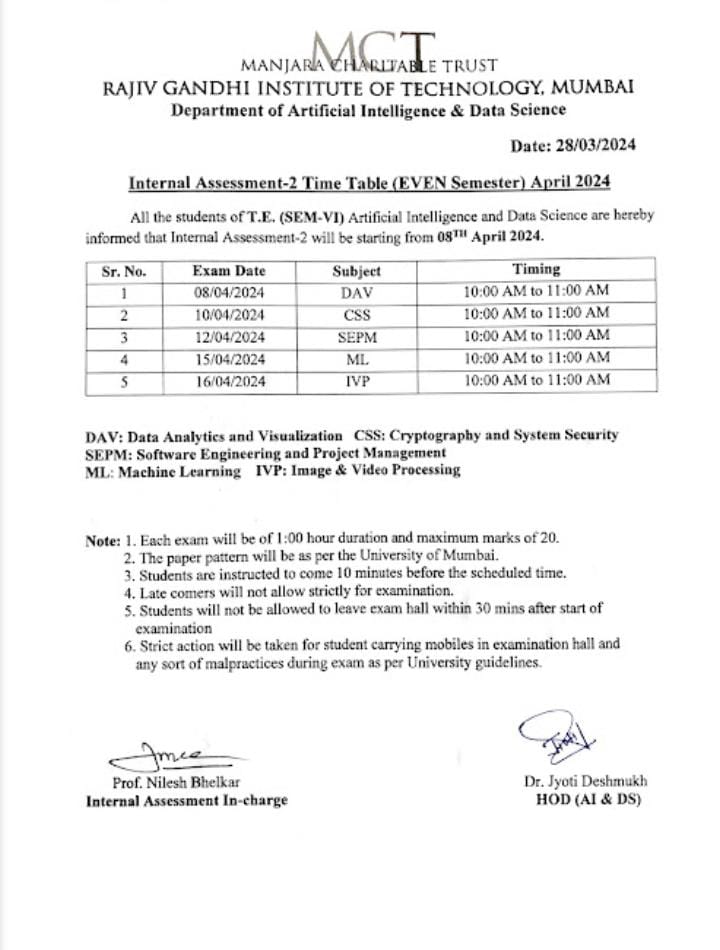 MCT
MANJARA CHARITABLE TRUST
RAJIV GANDHI INSTITUTE OF TECHNOLOGY, MUMBAI
Department of Artificial Intelligence & Data Science
Date: 28/03/2024
Internal Assessment-2 Time Table (EVEN Semester) April 2024
All the students of T.E. (SEM-VI) Artificial Intelligence and Data Science are hereby
informed that Internal Assessment-2 will be starting from 08TH April 2024.
Sr. No. Exam Date Subject Timing
1 08/04/2024 DAV 10:00 AM to 11:00 AM
2 10/04/2024 CSS 10:00 AM to 11:00 AM
3 12/04/2024 SEPM 10:00 AM to 11:00 AM
4 15/04/2024 ML 10:00 AM to 11:00 AM
5 16/04/2024 IVP 10:00 AM to 11:00 AM
DAV: Data Analytics and Visualization CSS: Cryptography and System Security
SEPM: Software Engineering and Project Management
ML: Machine Learning IVP: Image & Video Processing
Note: 1. Each exam will be of 1:00 hour duration and maximum marks of 20.
2. The paper pattern will be as per the University of Mumbai.
3. Students are instructed to come 10 minutes before the scheduled time.
4. Late comers will not allow strictly for examination.
5. Students will not be allowed to leave exam hall within 30 mins after start of
examination
6. Strict action will be taken for student carrying mobiles in examination hall and
any sort of malpractices during exam as per University guidelines.
Prof. Nilesh Bhelkar
Internal Assessment In-charge
Dr. Jyoti Deshmukh
HOD (AI & DS)